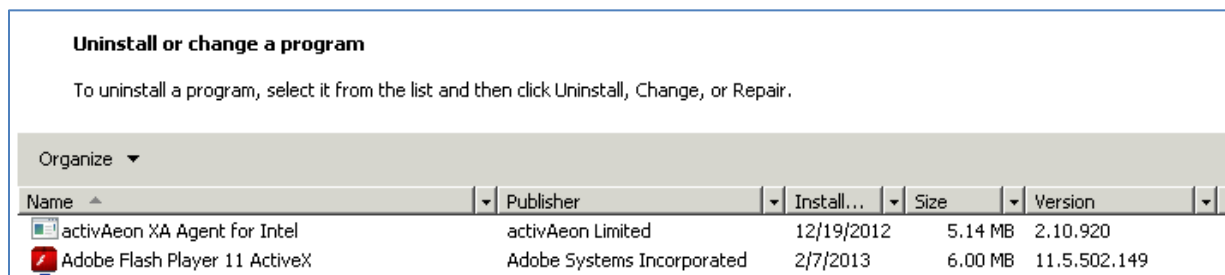 Uninstall or change a program
To uninstall a program, select it from the list and then click Uninstall, Change, or Repair.
Organize
Name Publisher Install... Size Version
activAeon XA Agent for Intel activAeon Limited 12/19/2012 5.14 MB 2.10.920
Adobe Flash Player 11 ActiveX Adobe Systems Incorporated 2/7/2013 6.00 MB 11.5.502.149